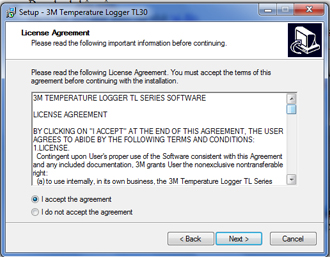 Setup - 3M Temperature Logger TL30
License Agreement
Please read the following important information before continuing.
Please read the following License Agreement. You must accept the terms of this
agreement before continuing with the installation.
3M TEMPERATURE LOGGER TL SERIES SOFTWARE
LICENSE AGREEMENT
BY CLICKING ON "I ACCEPT" AT THE END OF THIS AGREEMENT, THE USER
AGREES TO ABIDE BY THE FOLLOWING TERMS AND CONDITIONS:
1.LICENSE.
Contingent upon User's proper use of the Software consistent with this Agreement
and any included documentation, 3M grants User the nonexclusive nontransferable
right:
(a) to use internally, in its own business, the 3M Temperature Logger TL Series
I accept the agreement
I do not accept the agreement
< Back
Next >
Cancel